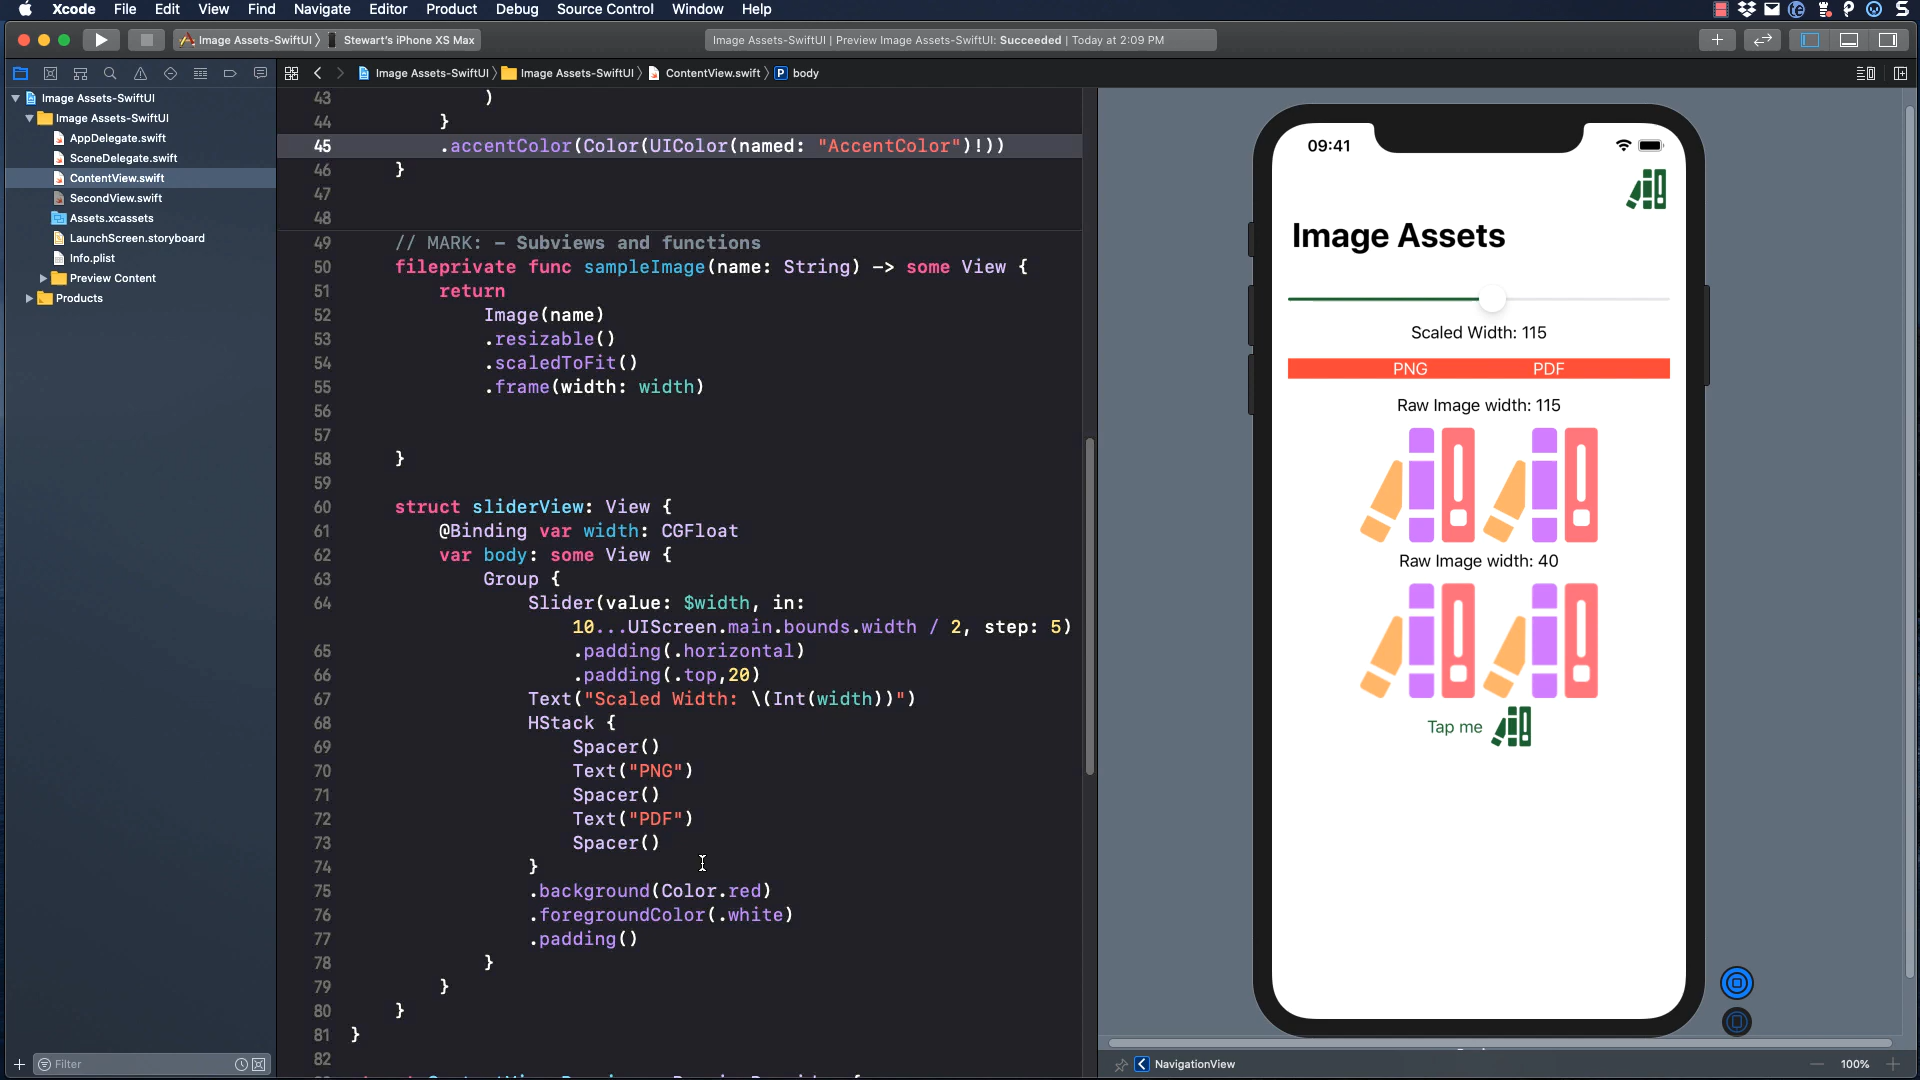 Xcode File Edit View Find Navigate Editor Product Debug Source Control Window Help
Image Assets-SwiftUI Stewart's iPhone XS Max
Image Assets-SwiftUI | Preview Image Assets-SwiftUI: Succeeded | Today at 2:09 PM
Image Assets-SwiftUI Image Assets-SwiftUI ContentView.swift P body
Image Assets-SwiftUI
Image Assets-SwiftUI
AppDelegate.swift
SceneDelegate.swift
ContentView.swift
SecondView.swift
Assets.xcassets
LaunchScreen.storyboard
Info.plist
Preview Content
Products
Filter
43 )
44 }
45 .accentColor(Color(UIColor(named: "AccentColor")!))
46 }
47
48
49 // MARK: – Subviews and functions
50 fileprivate func sampleImage(name: String) -> some View {
51 return
52 Image(name)
53 .resizable()
54 .scaledToFit()
55 .frame(width: width)
56
57
58 }
59
60 struct sliderView: View {
61 @Binding var width: CGFloat
62 var body: some View {
63 Group {
64 Slider(value: $width, in:
10...UIScreen.main.bounds.width / 2, step: 5)
65 .padding(.horizontal)
66 .padding(.top,20)
67 Text("Scaled Width: \(Int(width))")
68 HStack {
69 Spacer()
70 Text("PNG")
71 Spacer()
72 Text("PDF")
73 Spacer()
74 }
75 .background(Color.red)
76 .foregroundColor(.white)
77 .padding()
78 }
79 }
80 }
81 }
82
09:41
Image Assets
Scaled Width: 115
PNG PDF
Raw Image width: 115
Raw Image width: 40
Tap me
NavigationView
100%